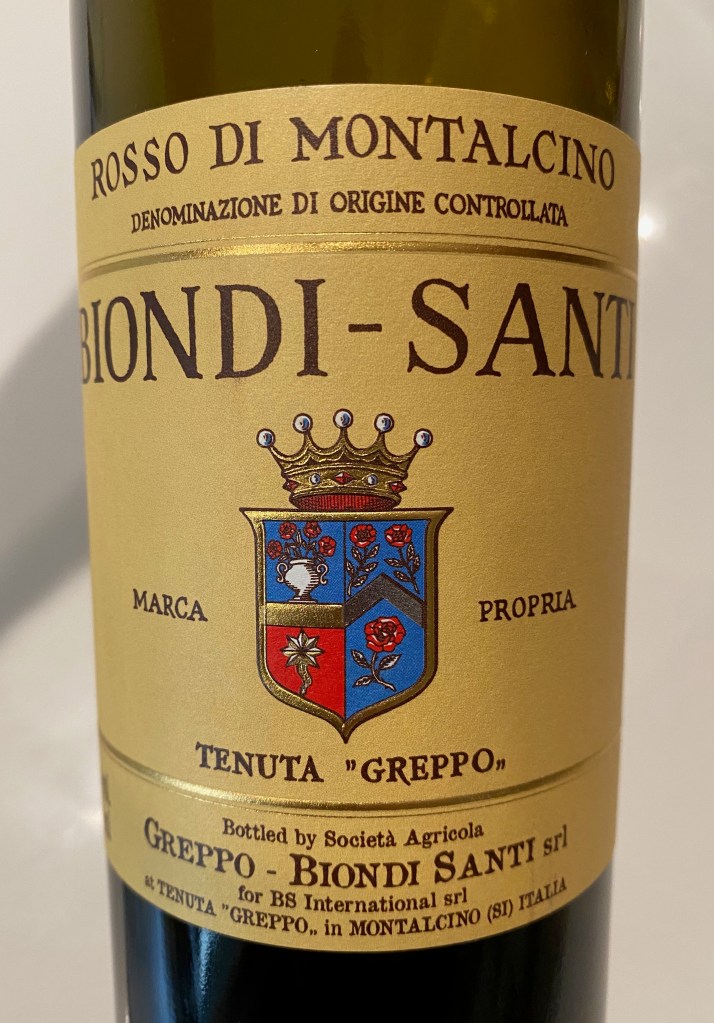 ROSSO DI MONTALCINO
DENOMINAZIONE DI ORIGINE CONTROLLATA
BIONDI-SANTI
MARCA PROPRIA
TENUTA "GREPPO„
Bottled by Società Agricola
GREPPO - BIONDI SANTI srl
for BS International srl
at TENUTA "GREPPO„ in MONTALCINO (SI) ITALIA